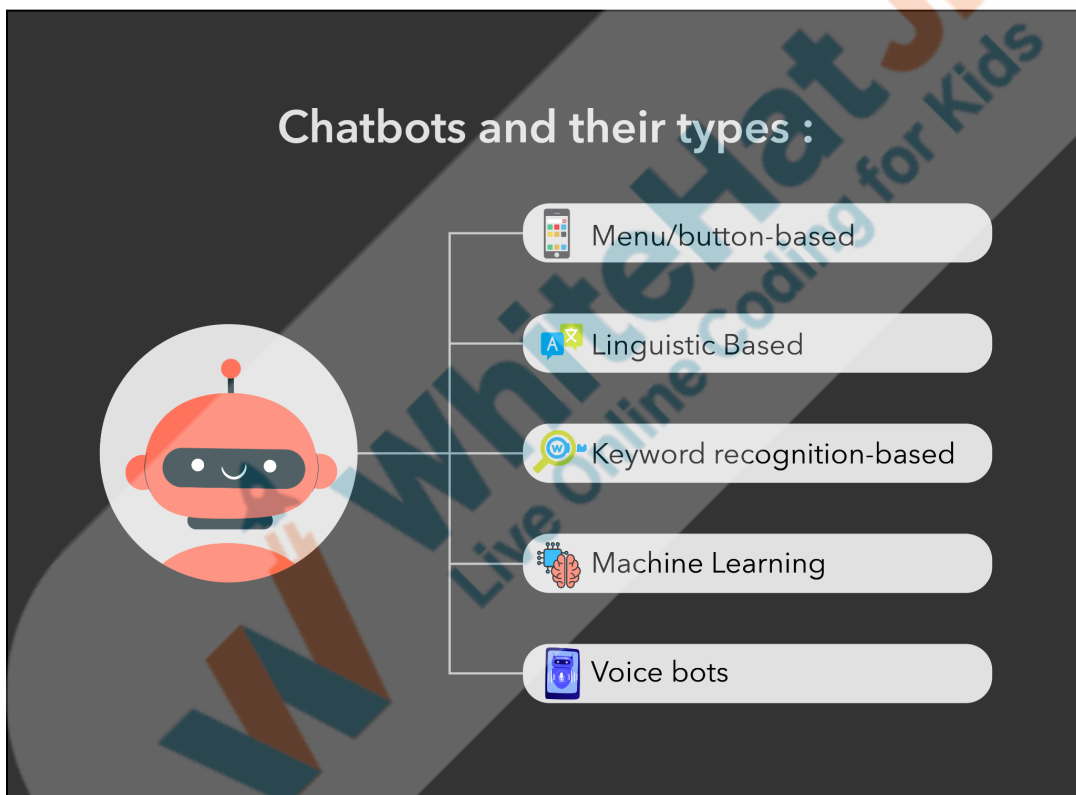 Chatbots and their types :
Menu/button-based
Linguistic Based
Keyword recognition-based
Machine Learning
Voice bots
WhiteHat Jr
Live Online Coding for Kids